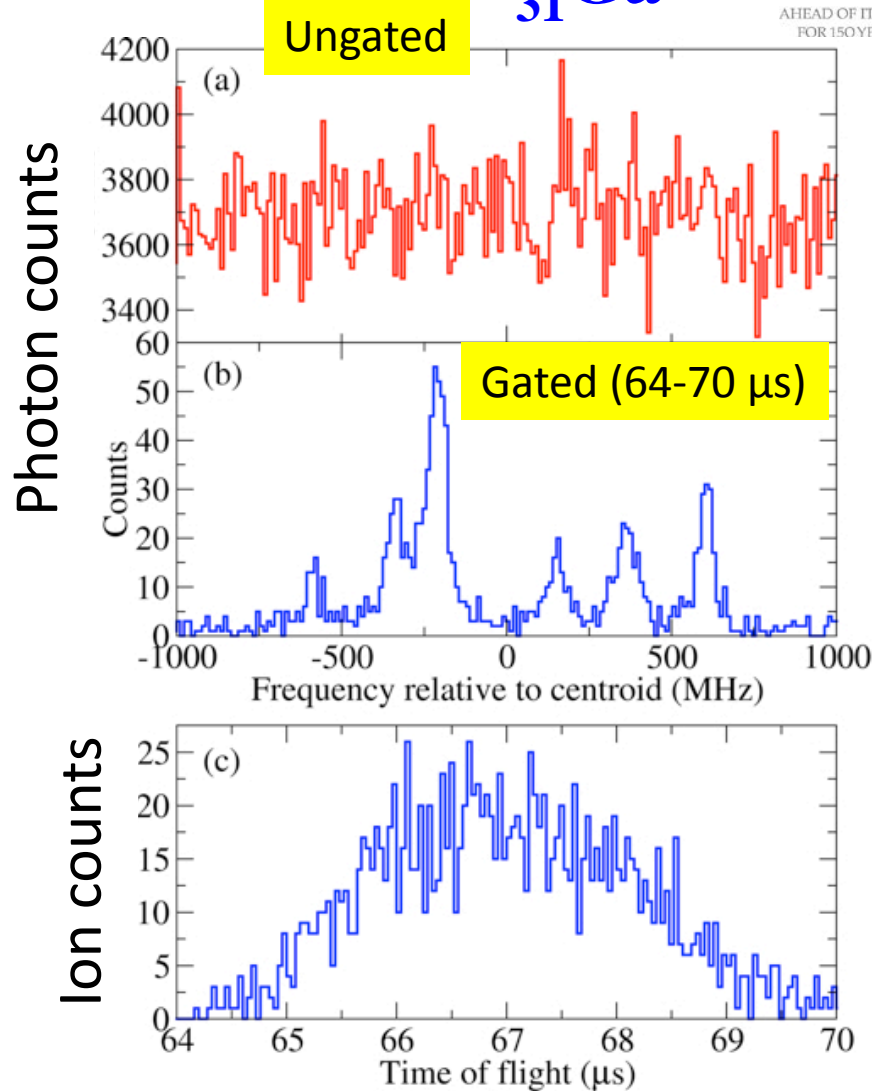 31Ga
AHEAD OF IT
FOR 150 YE
Ungated
4200
(a)
4000
3800
3600
3400
Photon counts
60
(b)
Gated (64-70 μs)
50
40
30
20
10
0
Counts
-1000 -500 0 500 1000
Frequency relative to centroid (MHz)
25
(c)
20
15
10
5
0
Ion counts
64 65 66 67 68 69 70
Time of flight (μs)